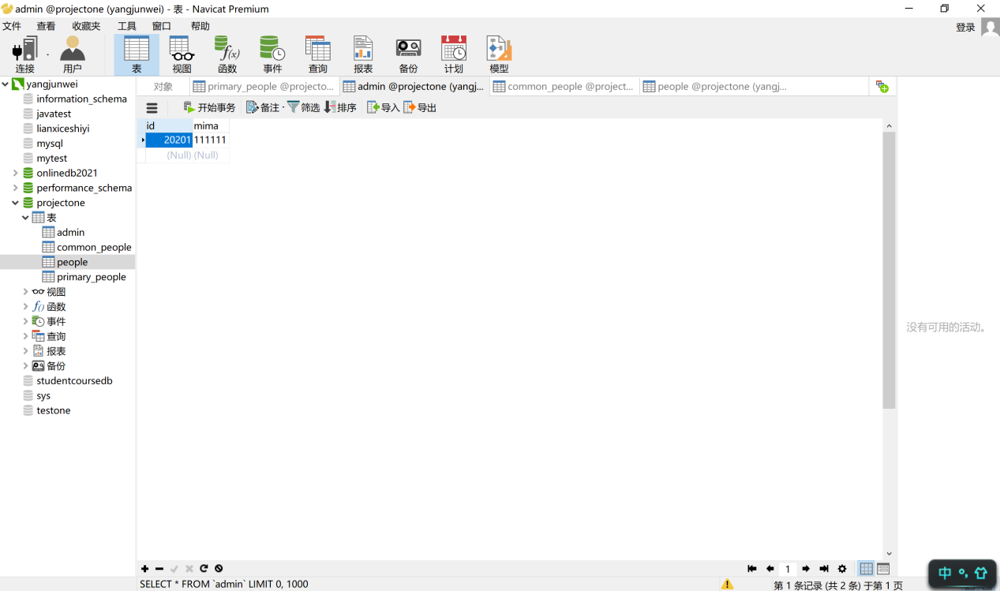 admin @projectone (yangjunwei) - 表 - Navicat Premium
文件 查看 收藏夹 工具 窗口 帮助
登录
连接 用户 表 视图 函数 事件 查询 报表 备份 计划 模型
对象 primary_people @projecto... admin @projectone (yangj... common_people @project... people @projectone (yangj...
开始事务 备注 筛选 排序 导入 导出
yangjunwei
information_schema
javatest
lianxiceshiyi
mysql
mytest
onlinedb2021
performance_schema
projectone
表
admin
common_people
people
primary_people
视图
f() 函数
事件
查询
报表
备份
studentcoursedb
sys
testone
id mima
20201 111111
(Null) (Null)
没有可用的活动。
1
SELECT * FROM `admin` LIMIT 0, 1000
第 1 条记录 (共 2 条) 于第 1 页
中